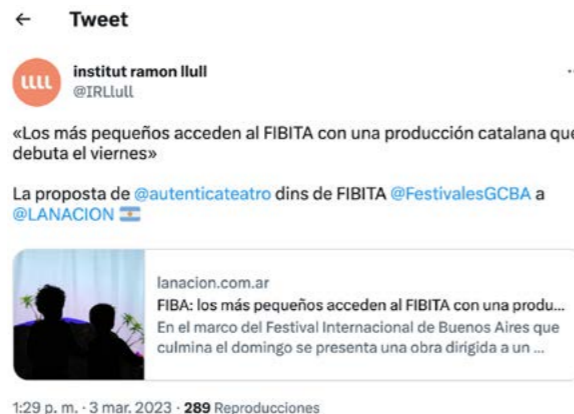 ← Tweet
LLLL
institut ramon llull
@IRLlull
«Los más pequeños acceden al FIBITA con una producción catalana que
debuta el viernes»
La proposta de @autenticateatro dins de FIBITA @FestivalesGCBA a
@LANACION 🇦🇷
lanacion.com.ar
FIBA: los más pequeños acceden al FIBITA con una produ...
En el marco del Festival Internacional de Buenos Aires que
culmina el domingo se presenta una obra dirigida a un ...
1:29 p. m. · 3 mar. 2023 · 289 Reproducciones